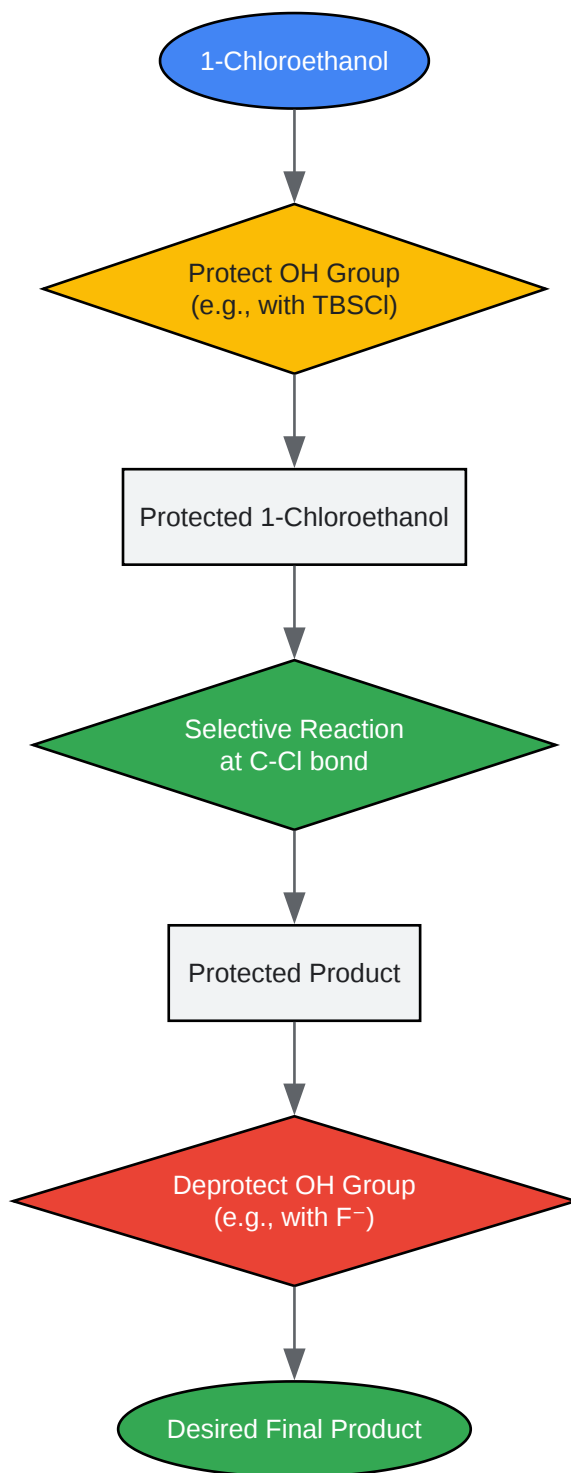 1-Chloroethanol
Protect OH Group
(e.g., with TBSCl)
Protected 1-Chloroethanol
Selective Reaction
at C-Cl bond
Protected Product
Deprotect OH Group
(e.g., with F⁻)
Desired Final Product